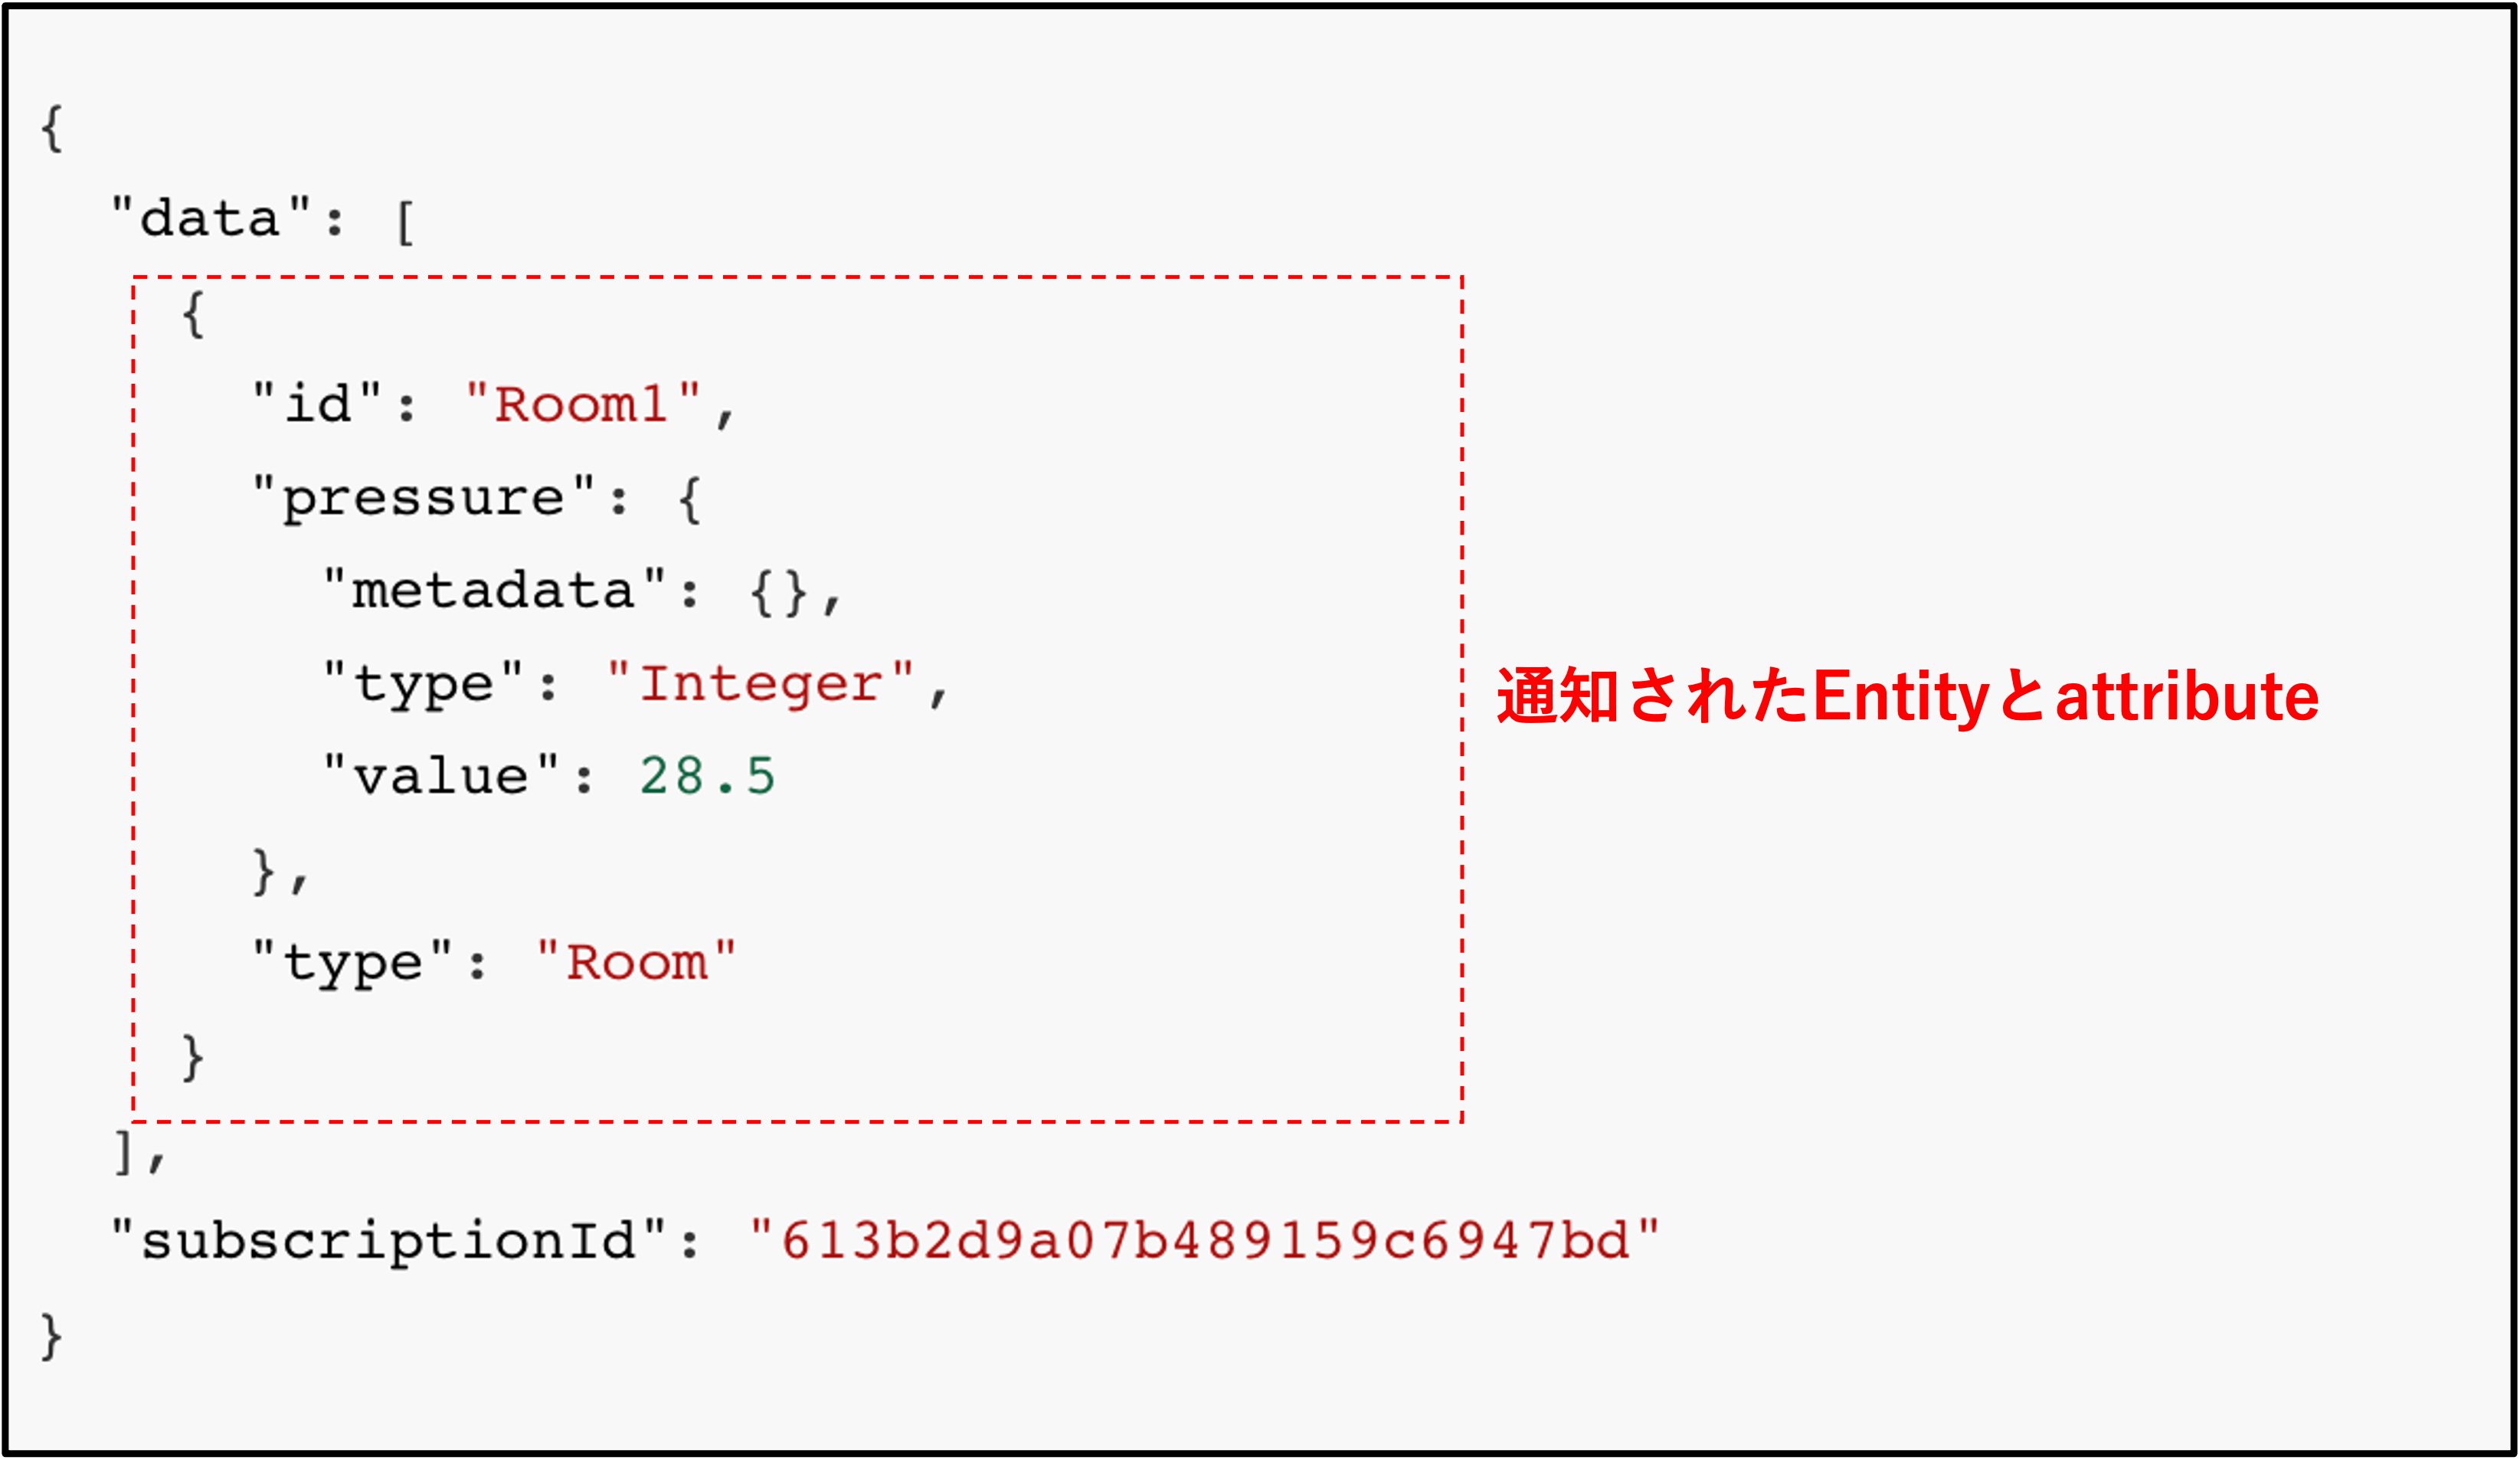 {
"data": [
{
"id": "Room1",
"pressure": {
"metadata": {},
"type": "Integer",
"value": 28.5
},
"type": "Room"
}
],
"subscriptionId": "613b2d9a07b489159c6947bd"
}
通知されたEntityとattribute